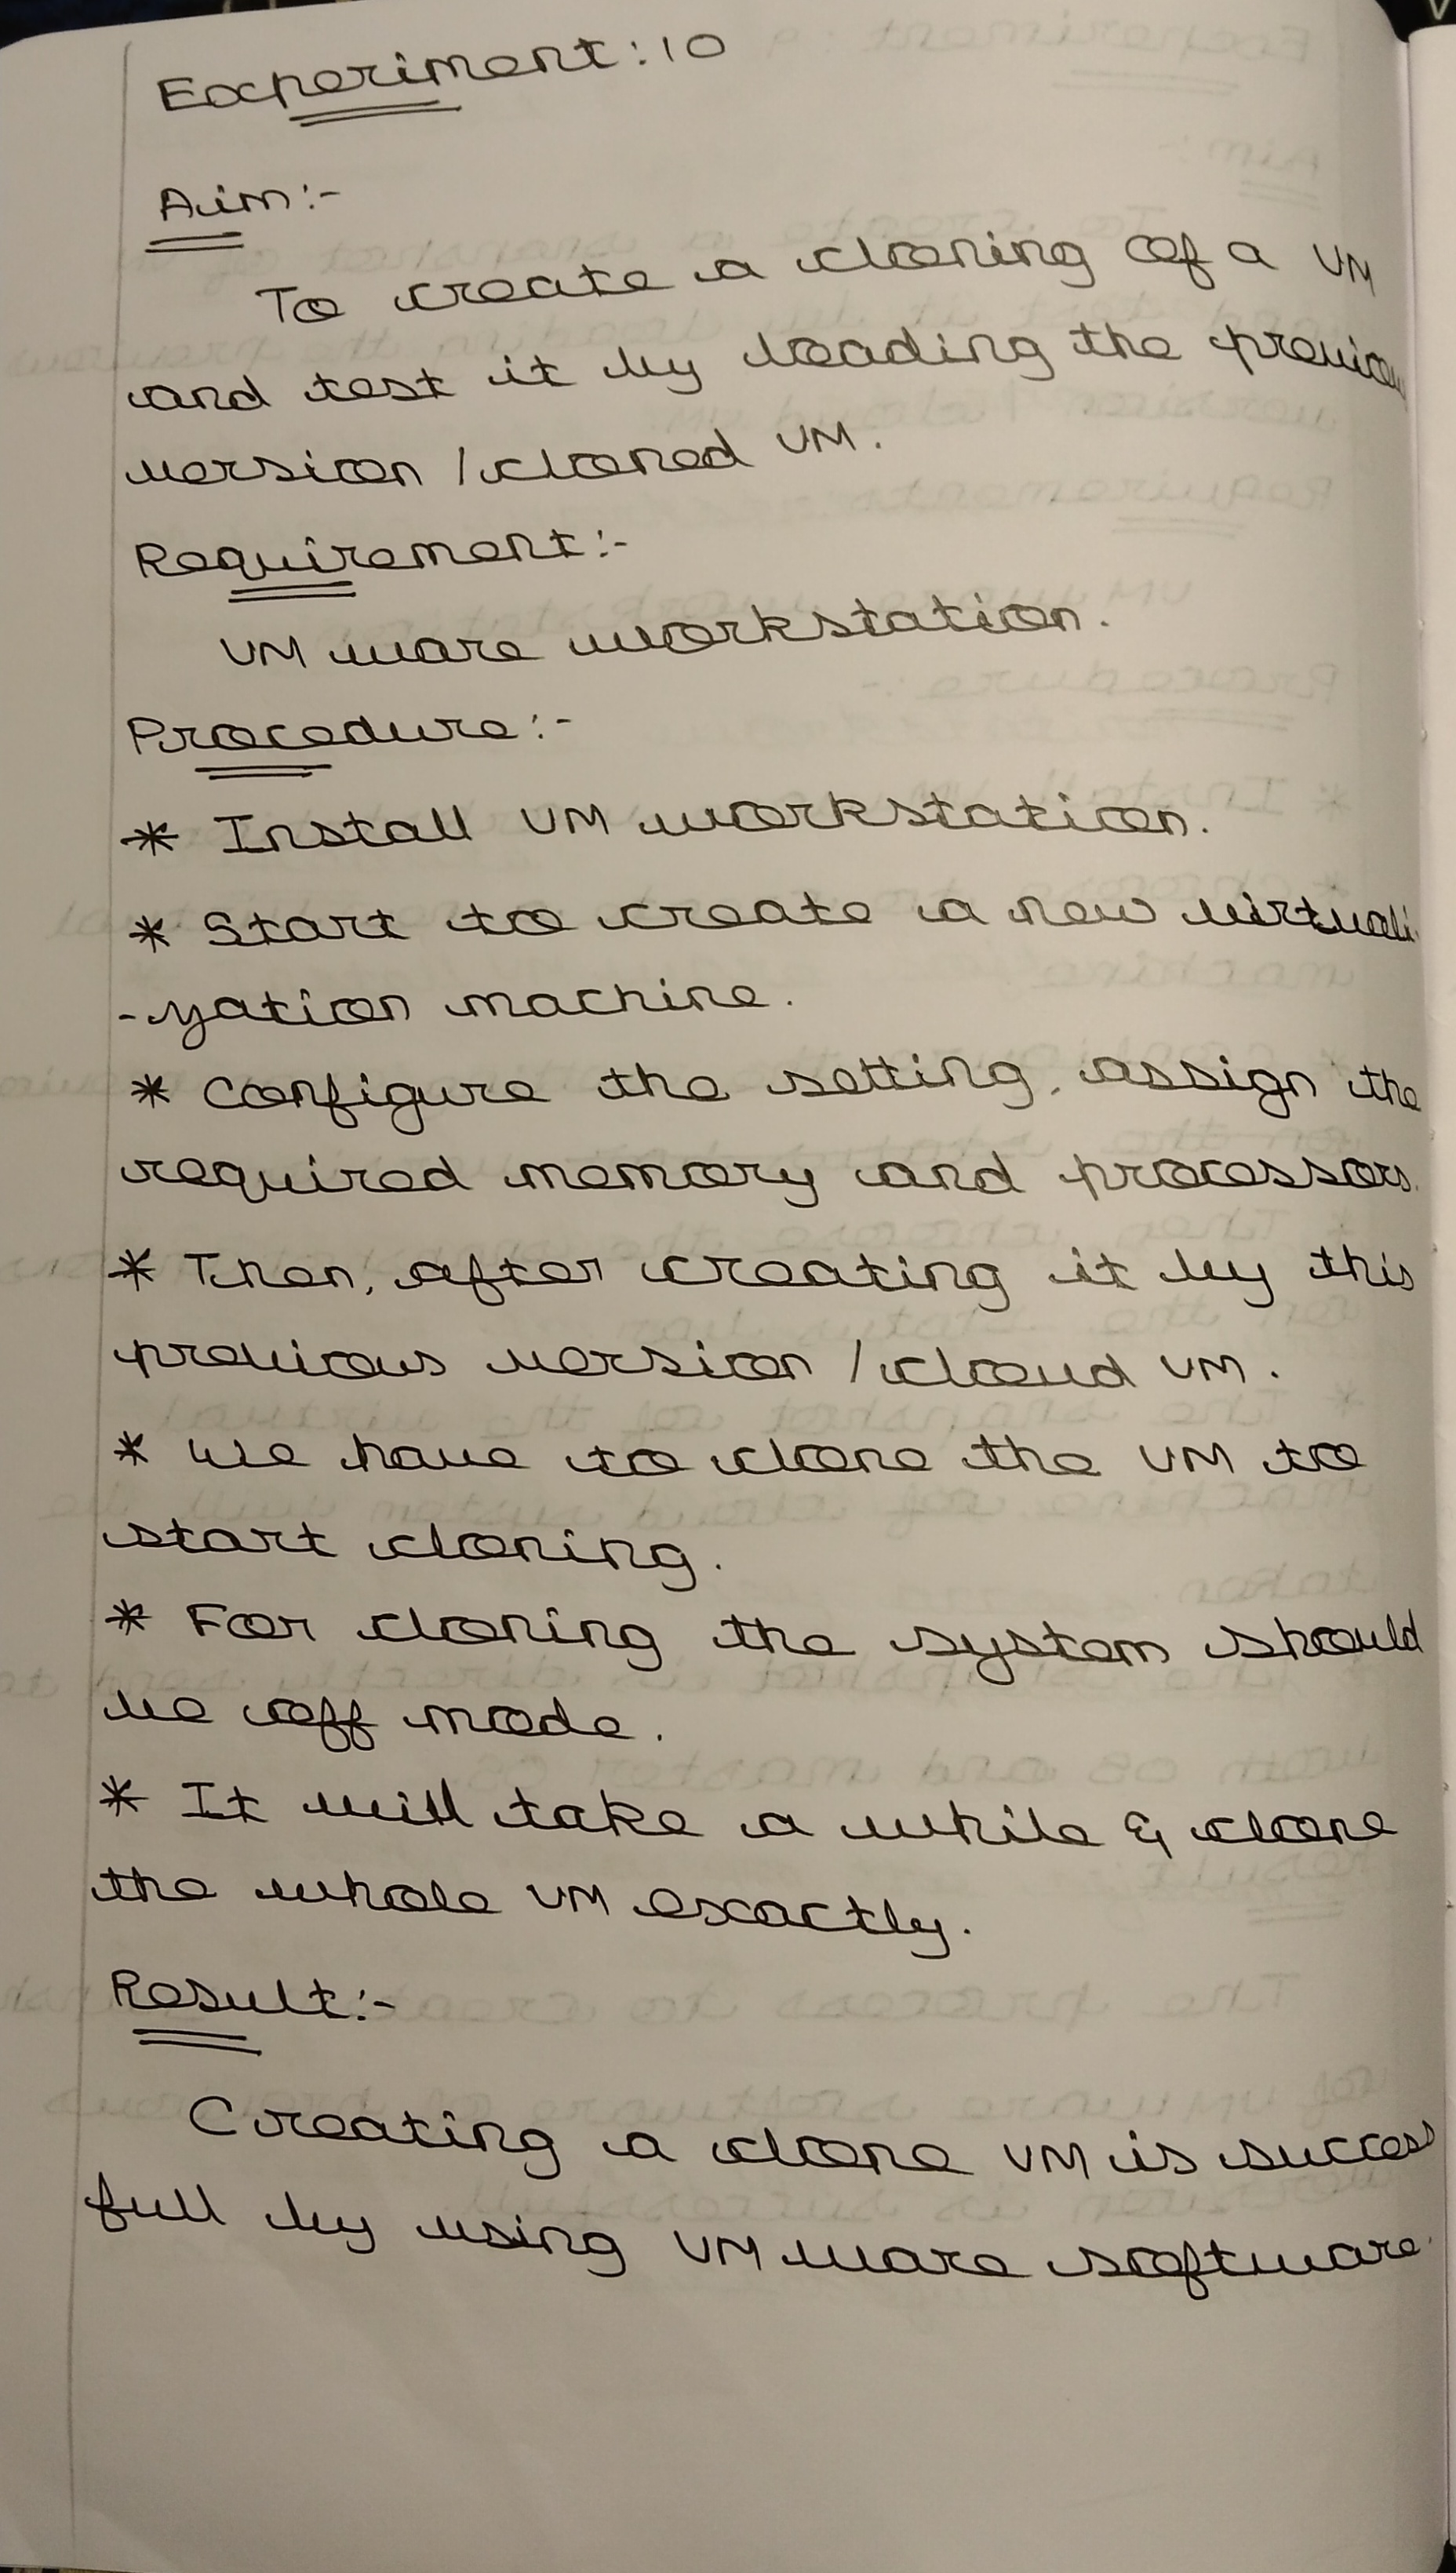 Experiment:10
Aim:-
To create a cloning of a VM
and test it by loading the previous
version / cloned VM.
Requirement:-
VM ware workstation.
Procedure:-
* Install VM workstation.
* Start to create a new virtuali
-zation machine.
* Configure the setting, assign the
required memory and processors.
* Then, after creating it by this
previous version / cloud VM.
* We have to clone the VM to
start cloning.
* For cloning the system should
be off mode.
* It will take a while & clone
the whole VM exactly.
Result:-
Creating a clone VM is success
full by using VM ware software.